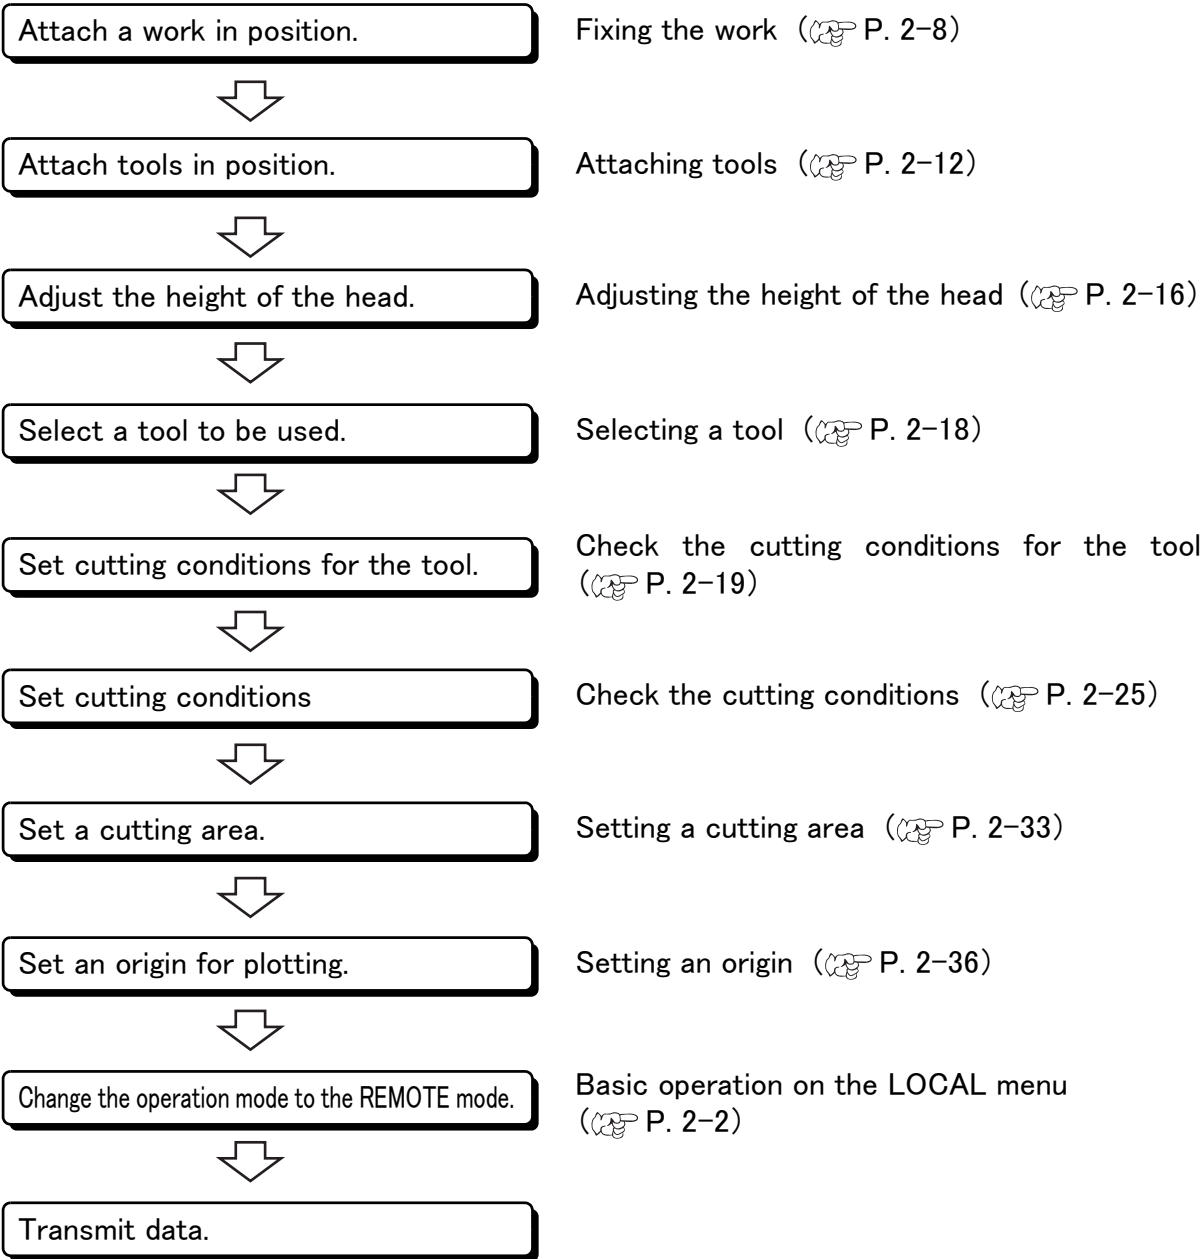 Attach a work in position. Fixing the work (P. 2-8)
Attach tools in position. Attaching tools (P. 2-12)
Adjust the height of the head. Adjusting the height of the head (P. 2-16)
Select a tool to be used. Selecting a tool (P. 2-18)
Set cutting conditions for the tool. Check the cutting conditions for the tool
(P. 2-19)
Set cutting conditions Check the cutting conditions (P. 2-25)
Set a cutting area. Setting a cutting area (P. 2-33)
Set an origin for plotting. Setting an origin (P. 2-36)
Change the operation mode to the REMOTE mode. Basic operation on the LOCAL menu
(P. 2-2)
Transmit data.